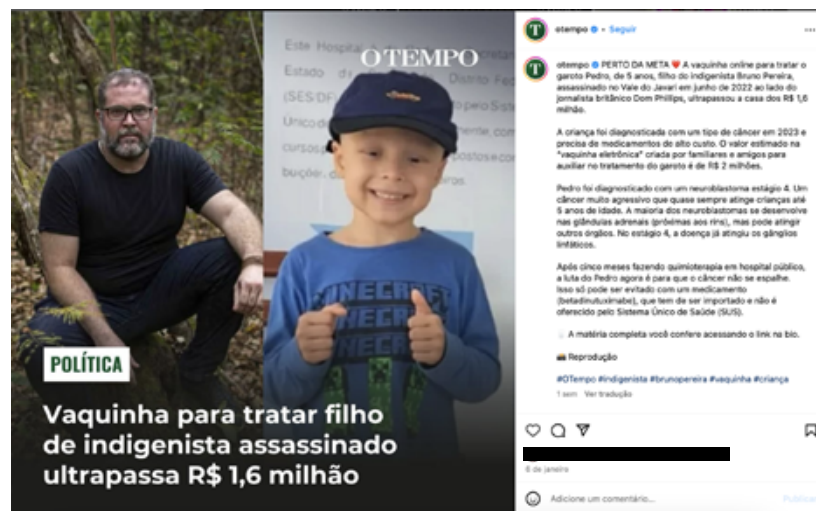 Este Hospital
Estado
Distrito Fed
(SES/DF)
pelo Siste
Único de
mente, com
cursos
O TEMPO
MINECRAFT
POLÍTICA
Vaquinha para tratar filho
de indigenista assassinado
ultrapassa R$ 1,6 milhão
otempo • Seguir
otempo PERTO DA META ❤️ A vaquinha online para tratar o
garoto Pedro, de 5 anos, filho do indigenista Bruno Pereira,
assassinado no Vale do Javari em junho de 2022 ao lado do
jornalista britânico Dom Phillips, ultrapassou a casa dos R$ 1,6
milhão.
A criança foi diagnosticada com um tipo de câncer em 2023 e
precisa de medicamentos de alto custo. O valor estimado na
"vaquinha eletrônica" criada por familiares e amigos para
auxiliar no tratamento do garoto é de R$ 2 milhões.
Pedro foi diagnosticado com um neuroblastoma estágio 4. Um
câncer muito agressivo que quase sempre atinge crianças até
5 anos de idade. A maioria dos neuroblastomas se desenvolve
nas glândulas adrenais (próximas aos rins), mas pode atingir
outros órgãos. No estágio 4, a doença já atingiu os gânglios
linfáticos.
Após cinco meses fazendo quimioterapia em hospital público,
a luta do Pedro agora é para que o câncer não se espalhe.
Isso só pode ser evitado com um medicamento
(betadinutuximabe), que tem de ser importado e não é
oferecido pelo Sistema Único de Saúde (SUS).
A matéria completa você confere acessando o link na bio.
📸 Reprodução
#OTempo #indigenista #brunopereira #vaquinha #criança
1 sem Ver tradução
6 de janeiro
Adicione um comentário...
Publicar